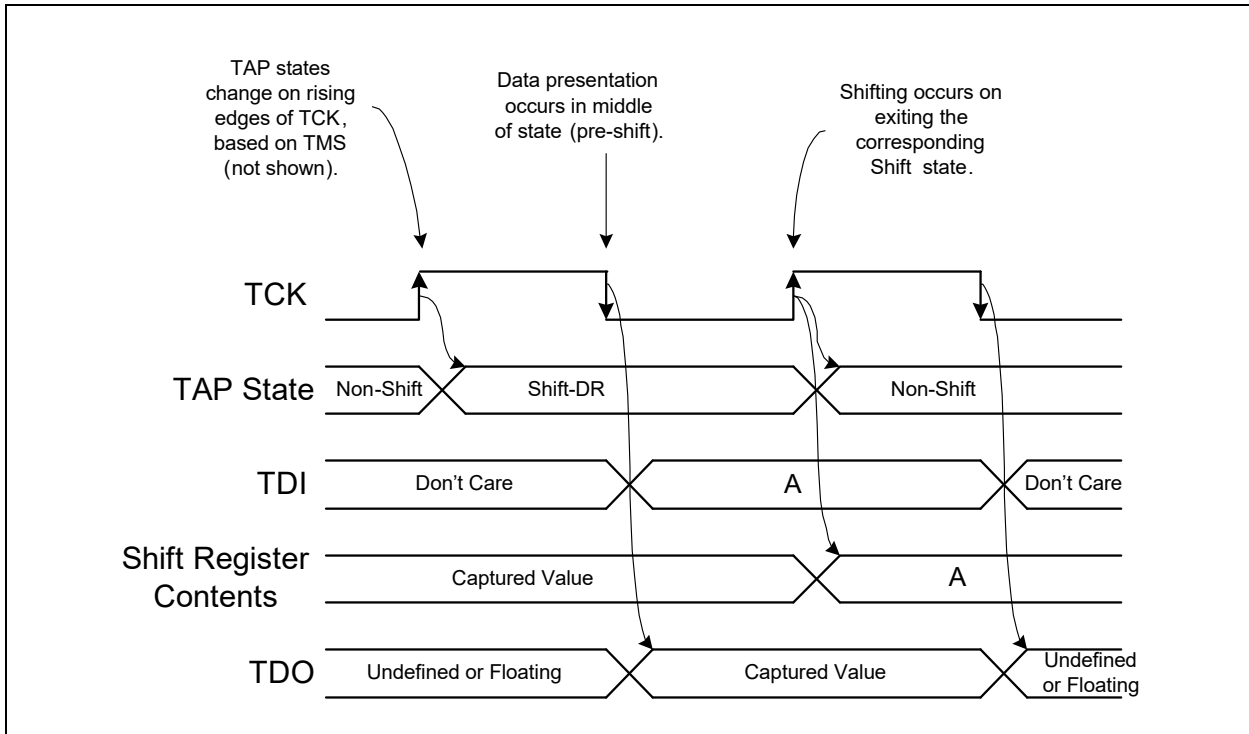 TAP states
change on rising
edges of TCK,
based on TMS
(not shown).
Data presentation
occurs in middle
of state (pre-shift).
Shifting occurs on
exiting the
corresponding
Shift state.
TCK
TAP State
Non-Shift
Shift-DR
Non-Shift
TDI
Don't Care
A
Don't Care
Shift Register
Contents
Captured Value
A
TDO
Undefined or Floating
Captured Value
Undefined
or Floating